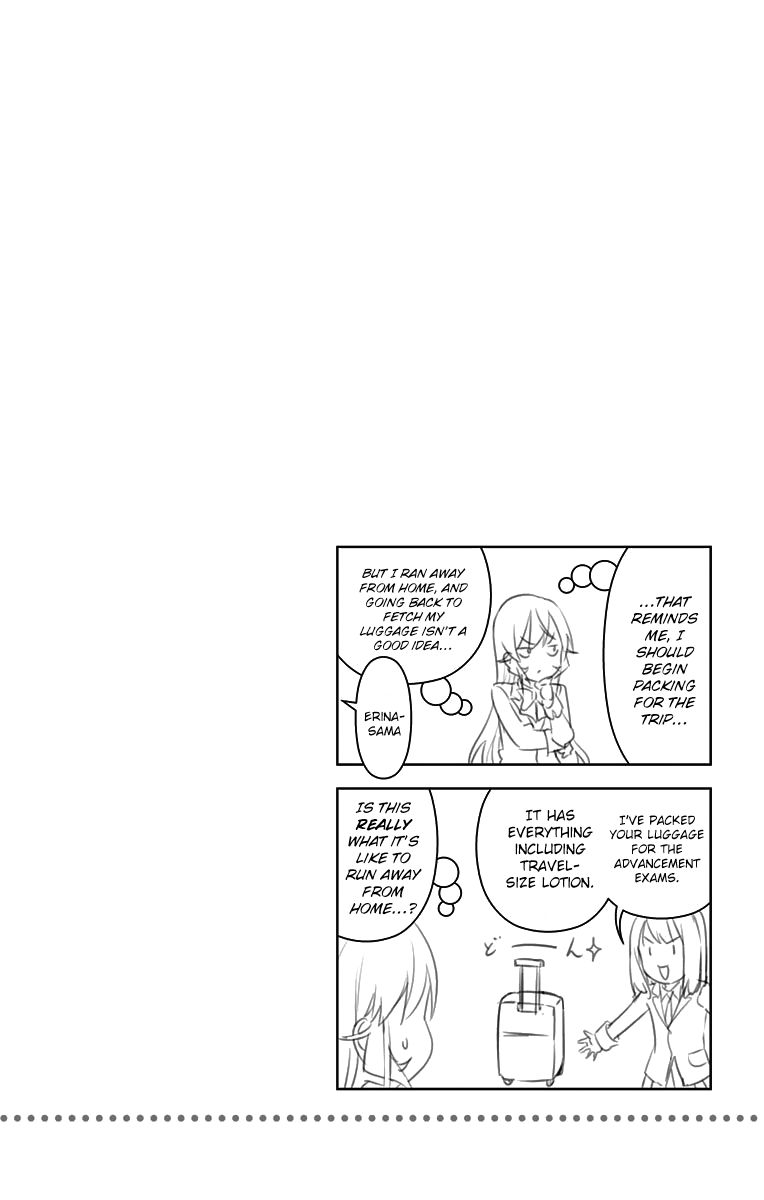 ...THAT
REMINDS
ME, I
SHOULD
BEGIN
PACKING
FOR THE
TRIP...
BUT I RAN AWAY
FROM HOME, AND
GOING BACK TO
FETCH MY
LUGGAGE ISN'T A
GOOD IDEA...
ERINA-
SAMA
I'VE PACKED
YOUR LUGGAGE
FOR THE
ADVANCEMENT
EXAMS.
IT HAS
EVERYTHING
INCLUDING
TRAVEL-
SIZE LOTION.
どーん
IS THIS
REALLY
WHAT IT'S
LIKE TO
RUN AWAY
FROM
HOME...?